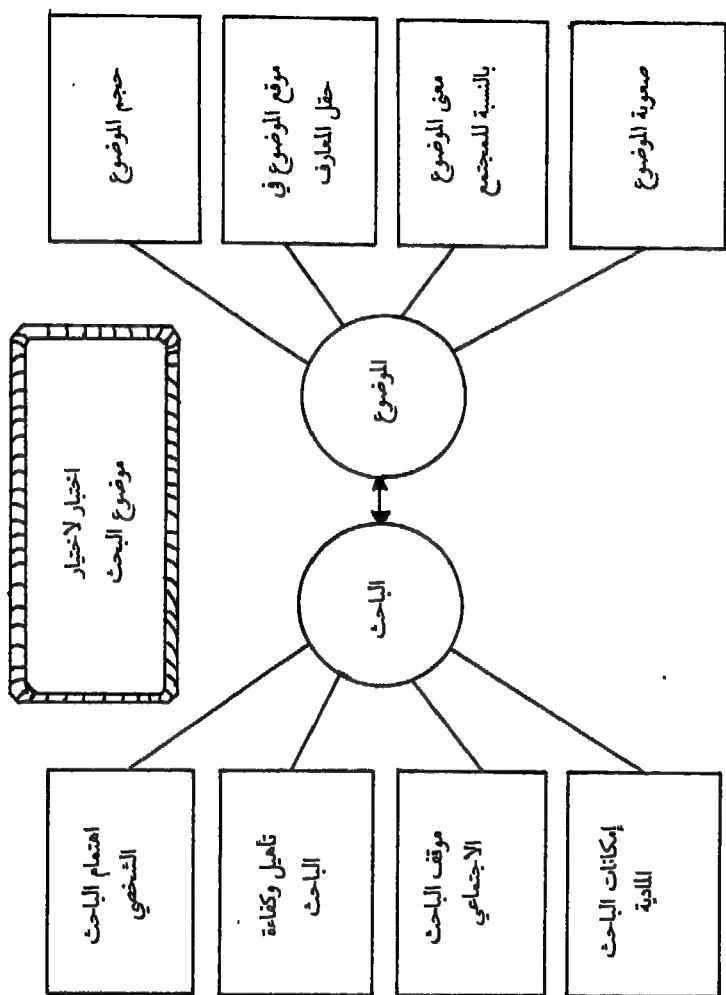 اختبار لاختيار
موضوع البحث
الموضوع
الباحث
حجم الموضوع
موقع الموضوع في
حقل المعارف
معنى الموضوع
بالنسبة للمجتمع
صعوبة الموضوع
اهتمام الباحث
الشخصي
تأهيل وكفاءة
الباحث
موقف الباحث
الاجتماعي
إمكانات الباحث
المادية